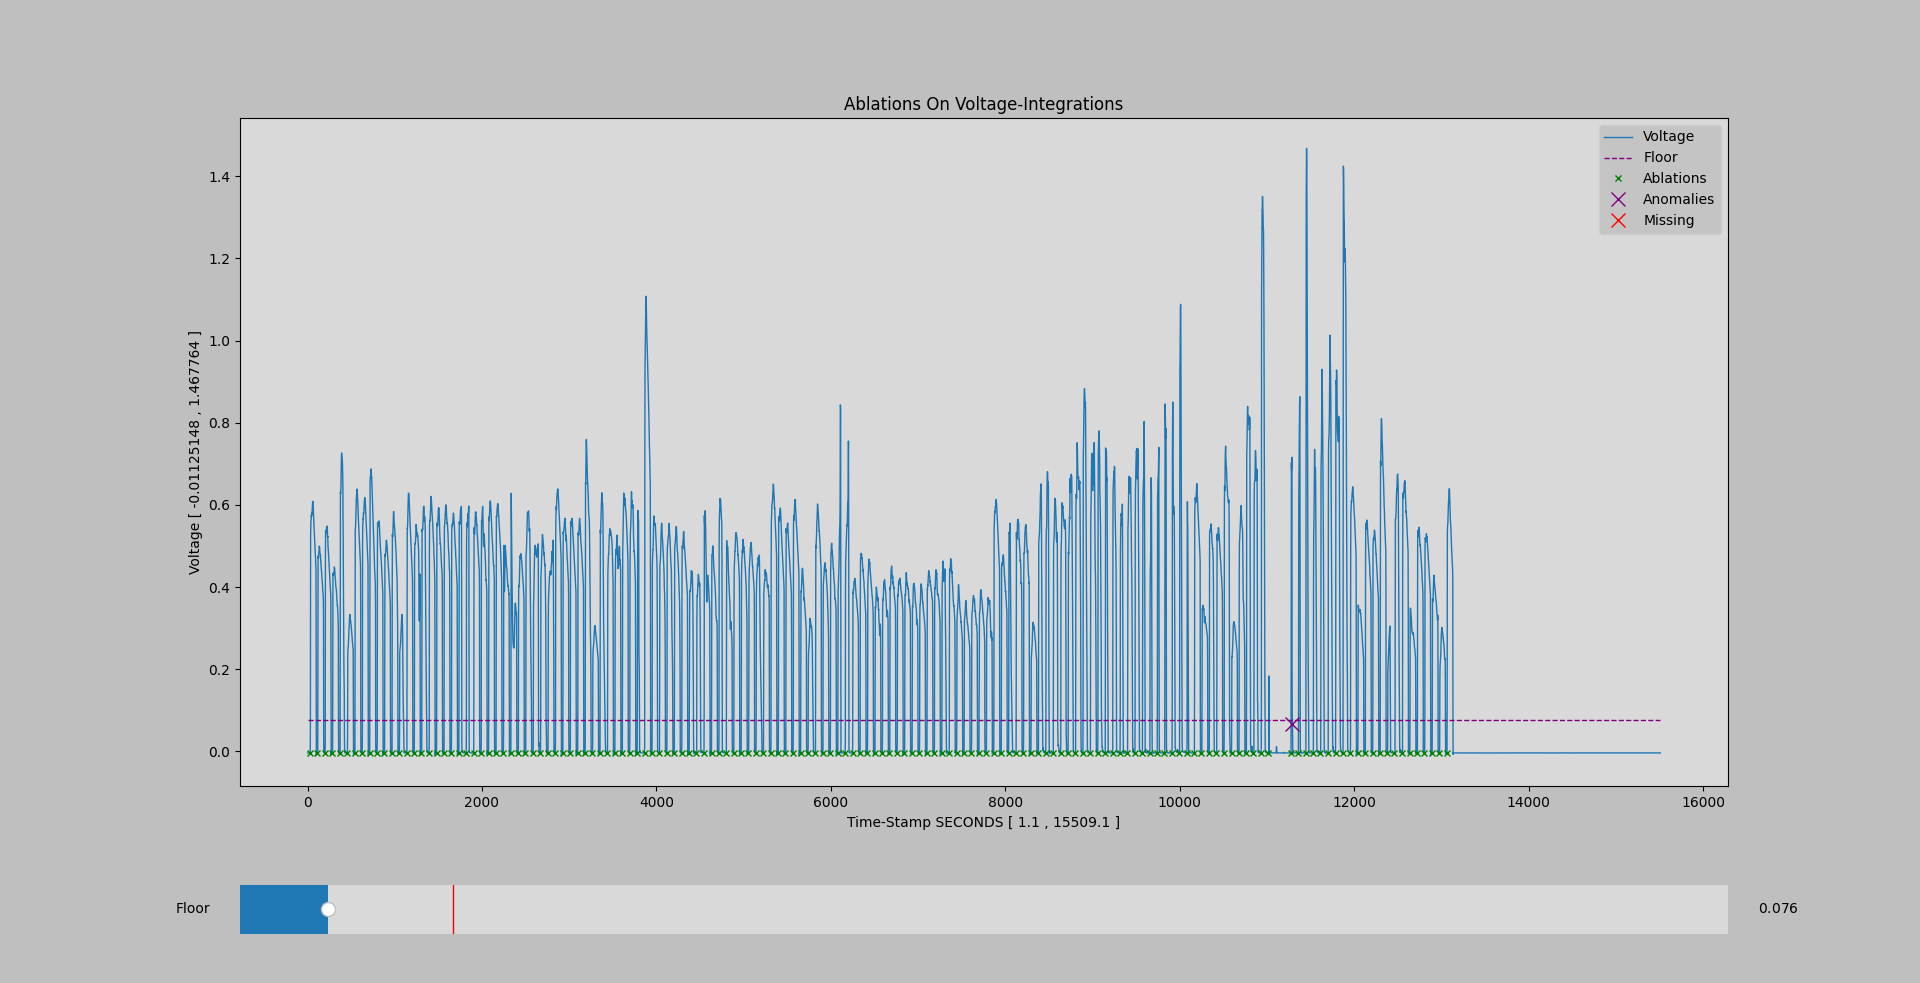 Ablations On Voltage-Integrations
Voltage
Floor
Ablations
Anomalies
Missing
1.4
1.2
1.0
0.8
0.6
0.4
0.2
0.0
Voltage [ -0.01125148 , 1.467764 ]
0 2000 4000 6000 8000 10000 12000 14000 16000
Time-Stamp SECONDS [ 1.1 , 15509.1 ]
Floor 0.076